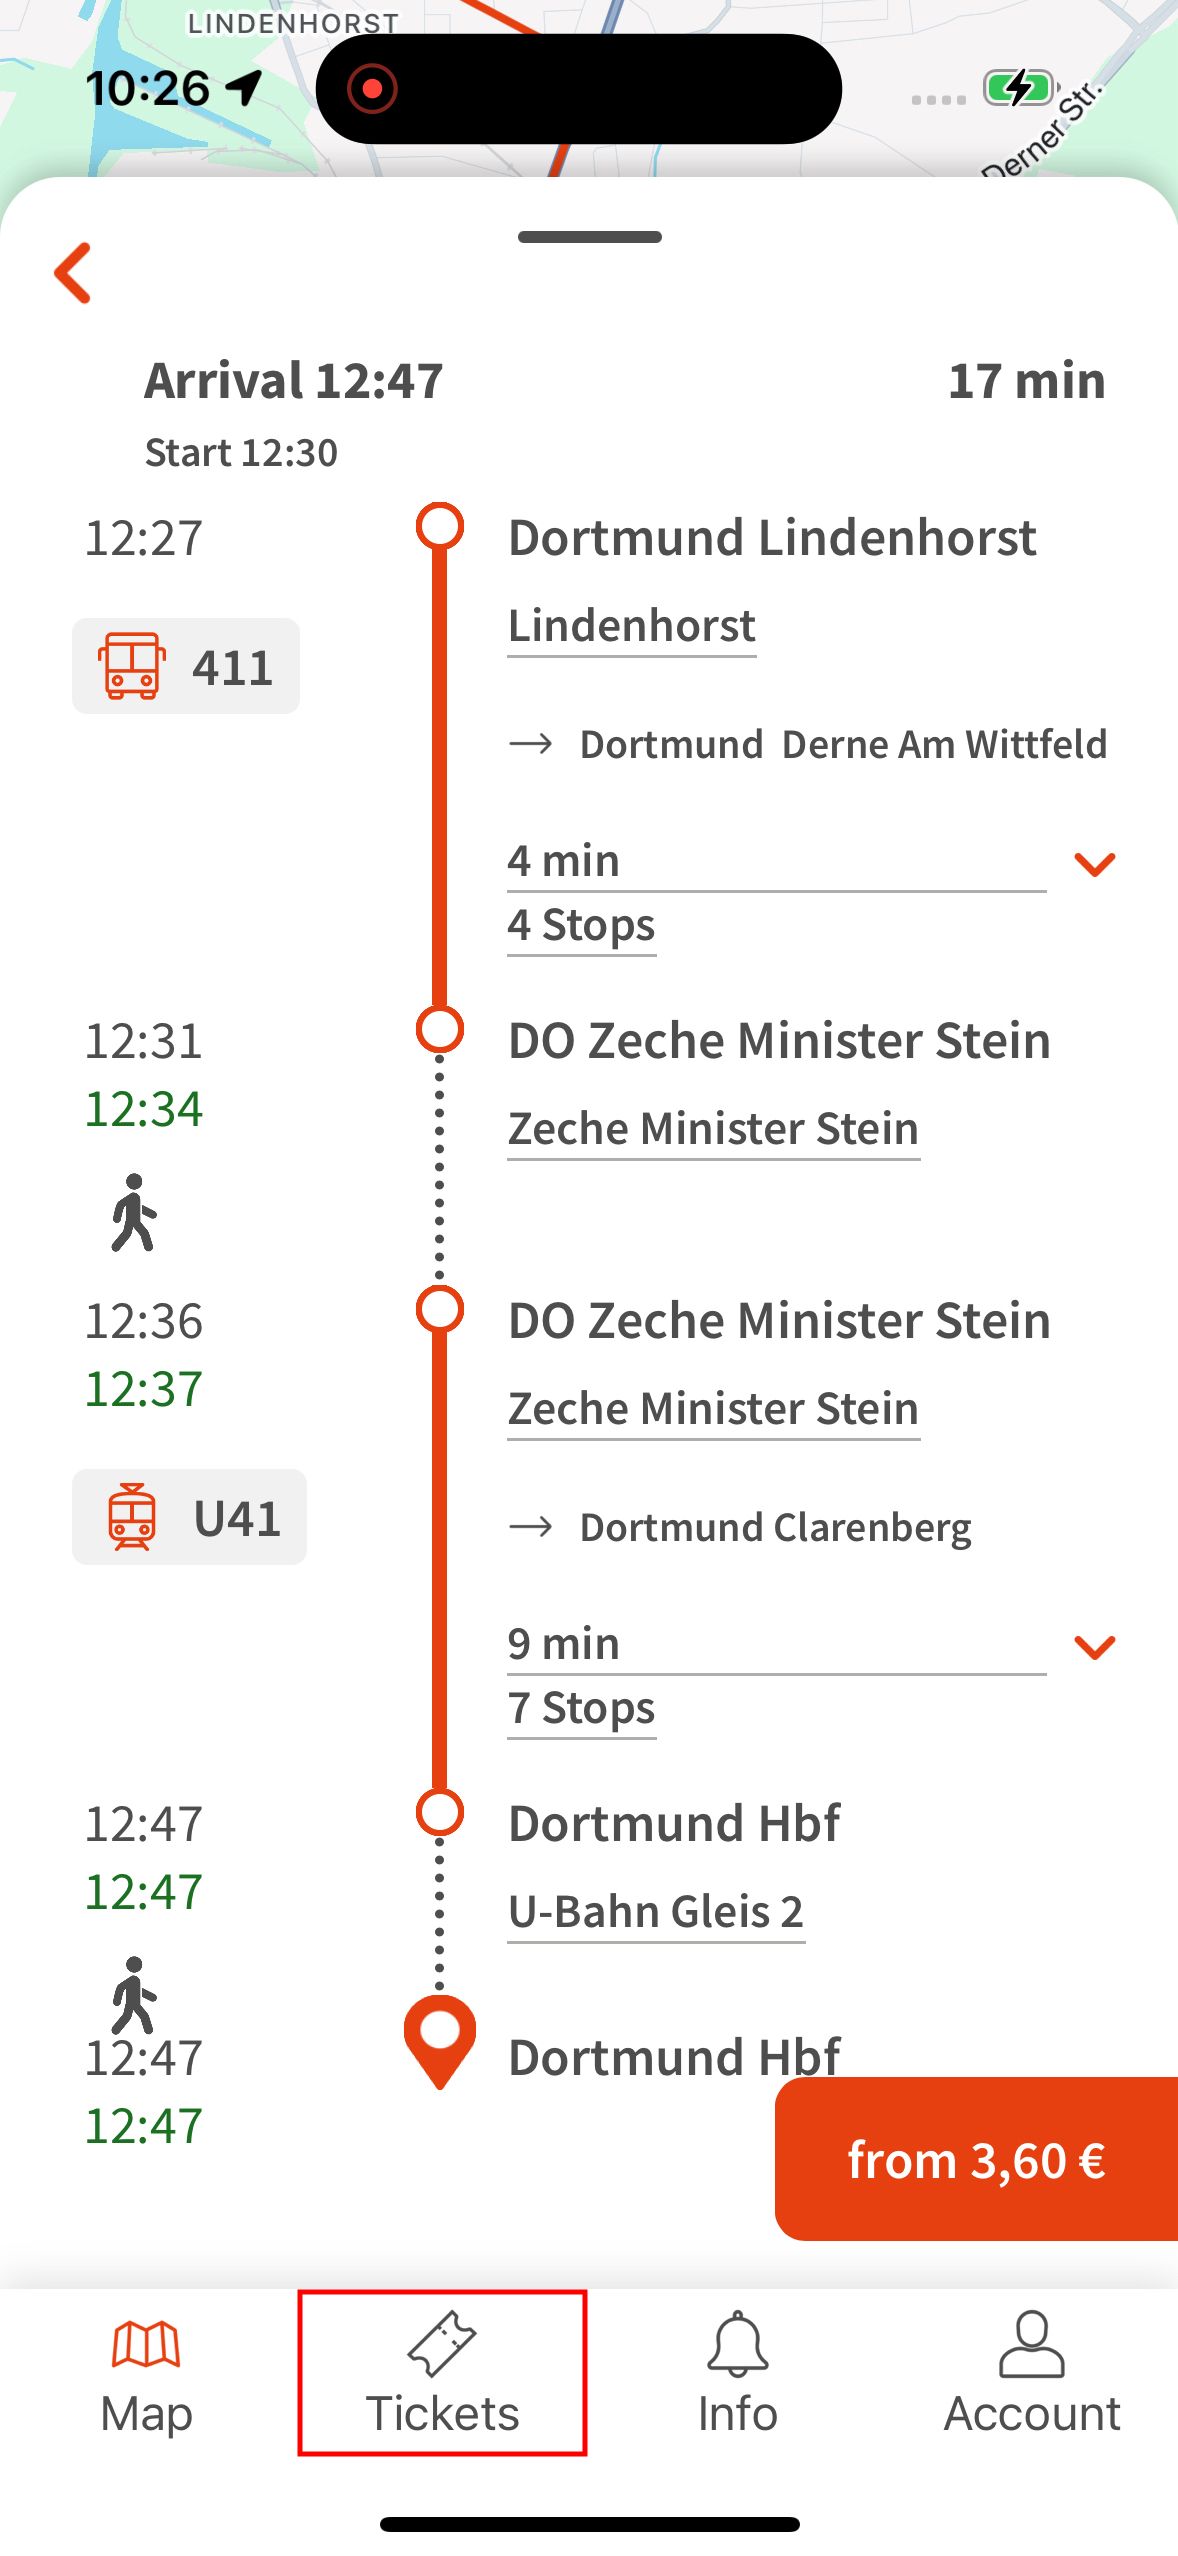 LINDENHORST
10:26
Derner Str.
Arrival 12:47
17 min
Start 12:30
12:27
Dortmund Lindenhorst
Lindenhorst
411
→ Dortmund Derne Am Wittfeld
4 min
4 Stops
12:31
DO Zeche Minister Stein
12:34
Zeche Minister Stein
12:36
DO Zeche Minister Stein
12:37
Zeche Minister Stein
U41
→ Dortmund Clarenberg
9 min
7 Stops
12:47
Dortmund Hbf
12:47
U-Bahn Gleis 2
12:47
Dortmund Hbf
12:47
from 3,60 €
Map
Tickets
Info
Account